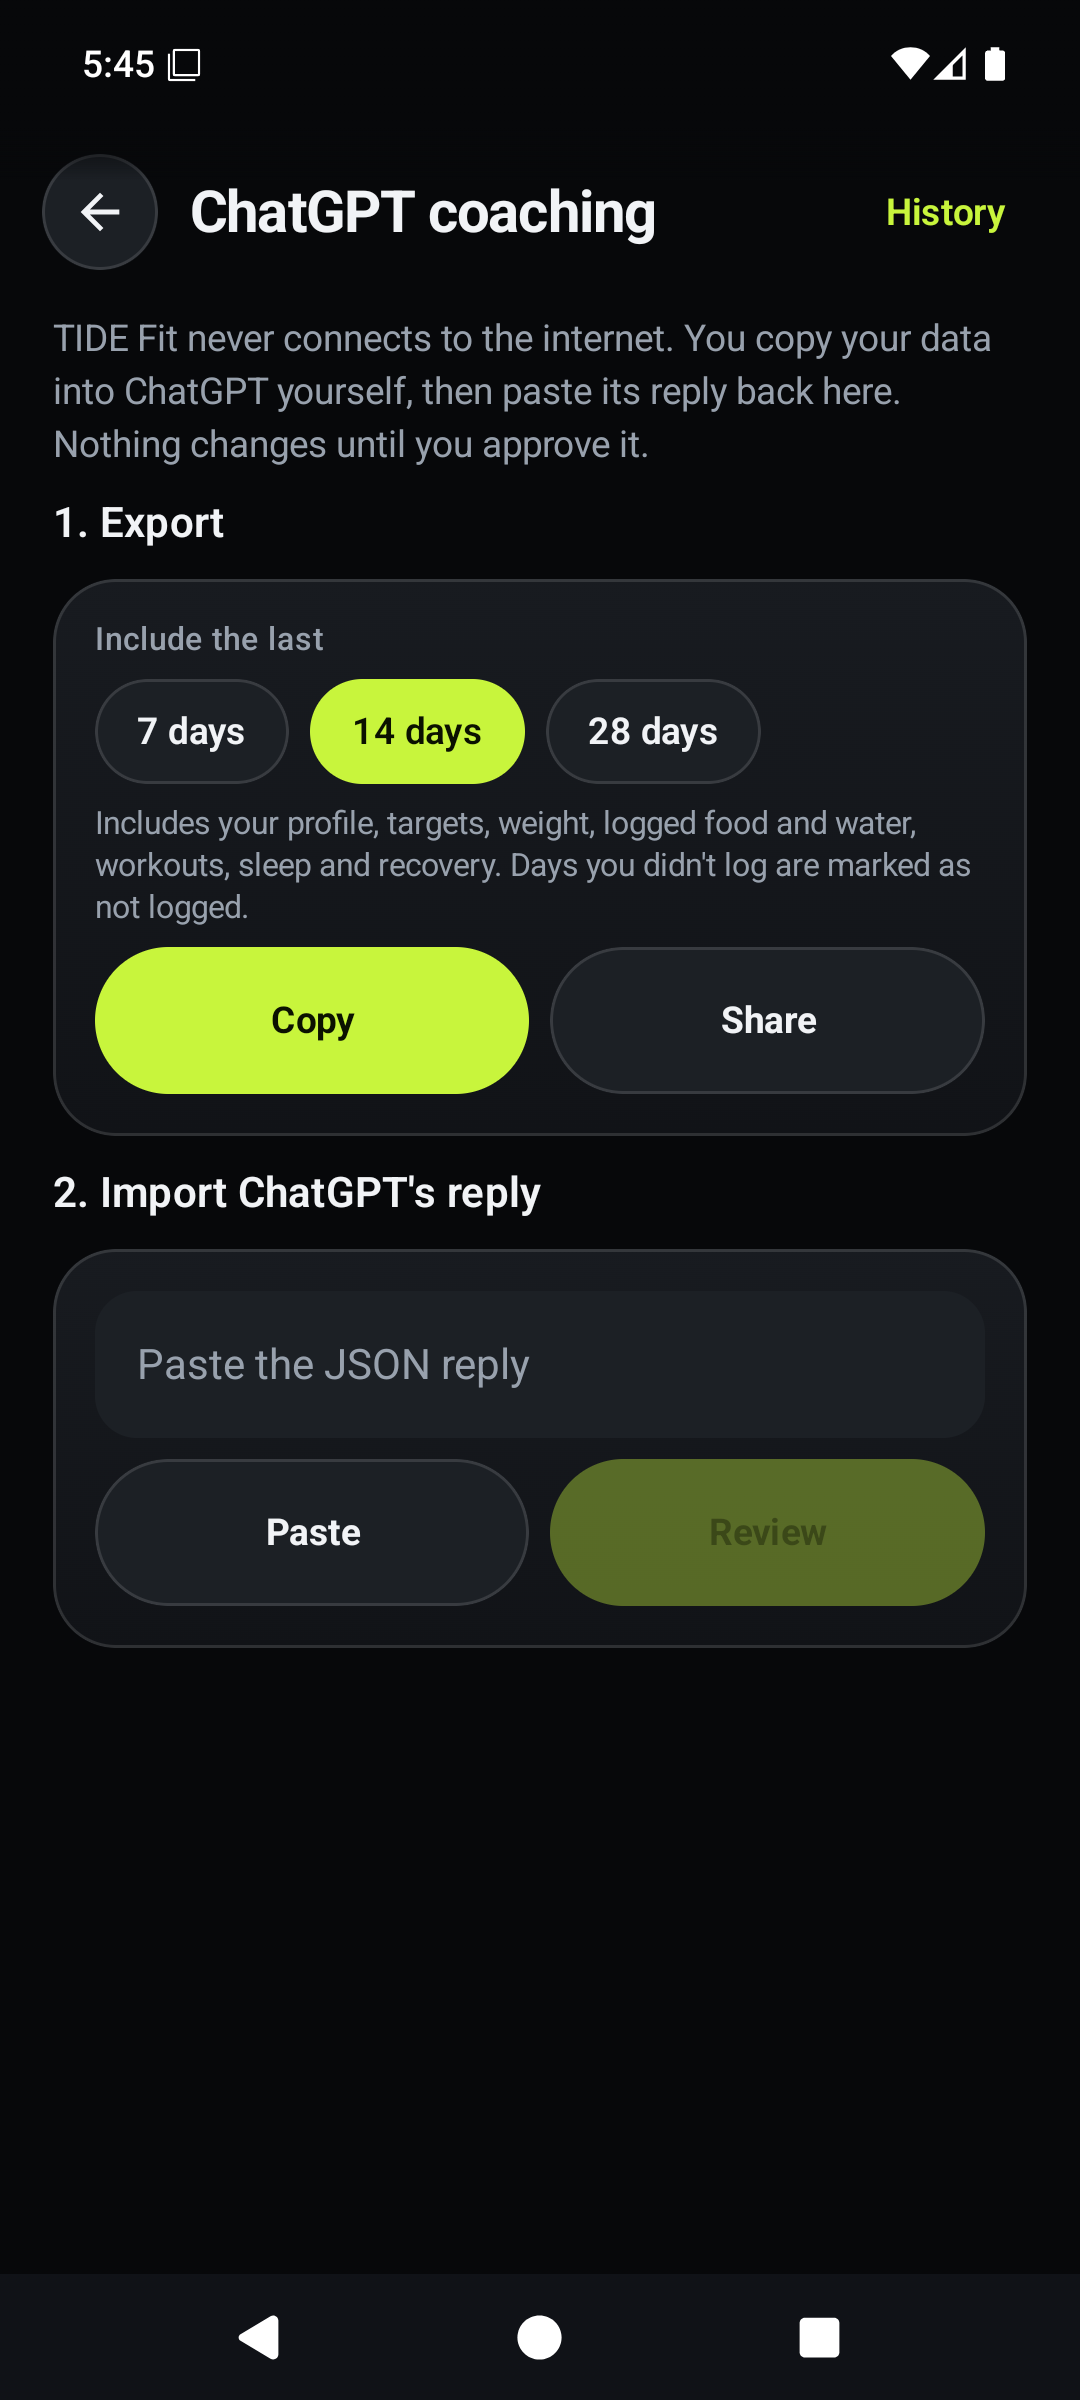 5:45
ChatGPT coaching
History
TIDE Fit never connects to the internet. You copy your data
into ChatGPT yourself, then paste its reply back here.
Nothing changes until you approve it.
1. Export
Include the last
7 days
14 days
28 days
Includes your profile, targets, weight, logged food and water,
workouts, sleep and recovery. Days you didn't log are marked as
not logged.
Copy
Share
2. Import ChatGPT's reply
Paste the JSON reply
Paste
Review